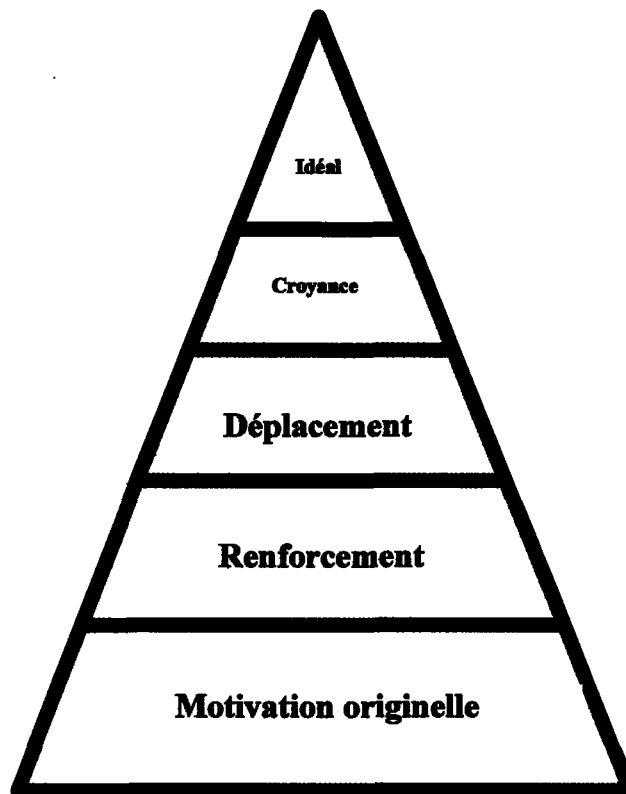 Idéal
Croyance
Déplacement
Renforcement
Motivation originelle